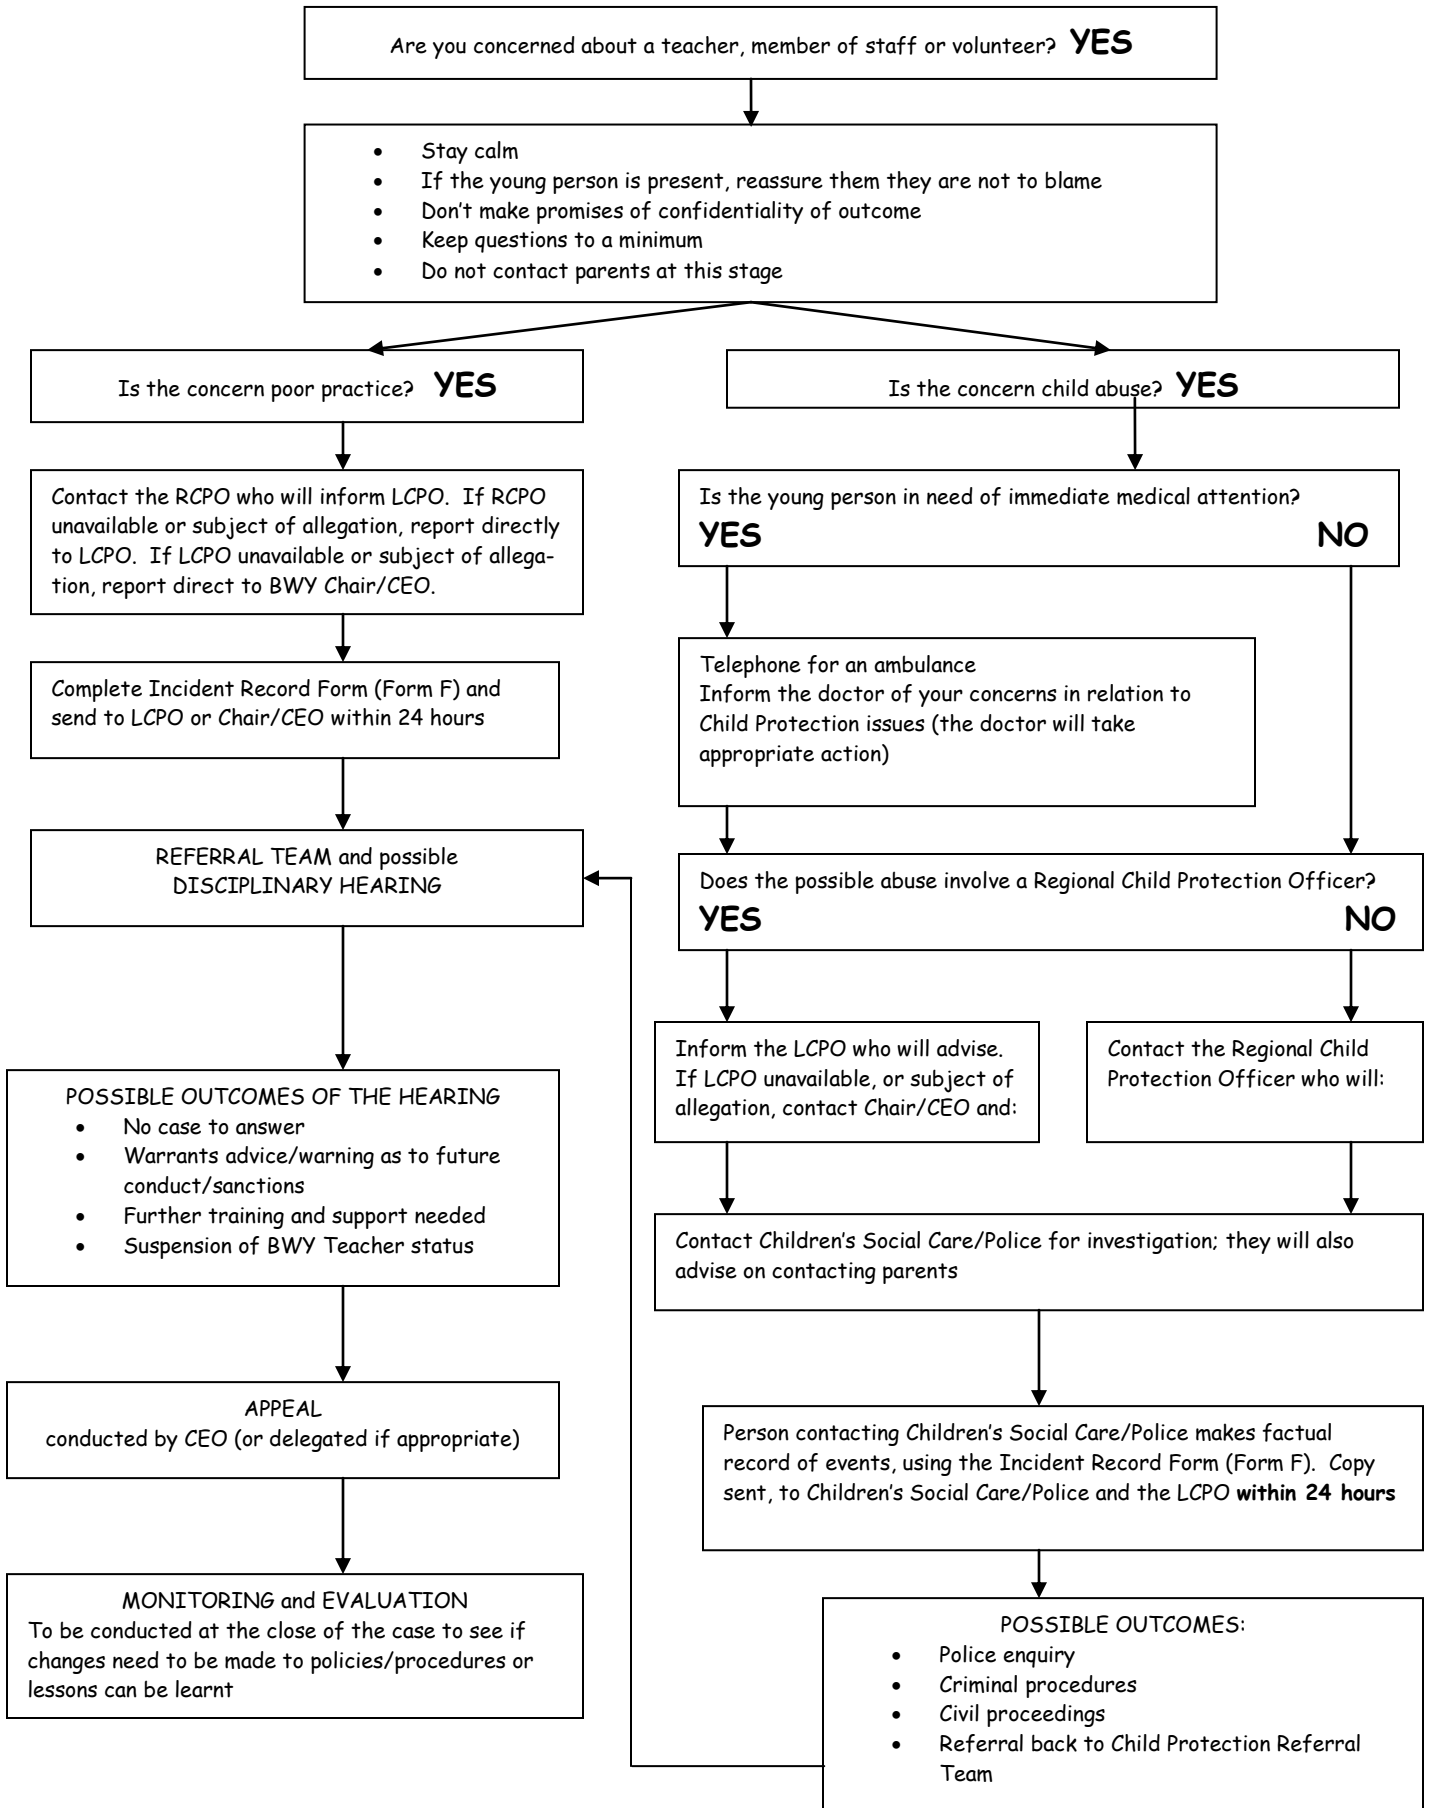 Are you concerned about a teacher, member of staff or volunteer? YES
• Stay calm
• If the young person is present, reassure them they are not to blame
• Don't make promises of confidentiality of outcome
• Keep questions to a minimum
• Do not contact parents at this stage
Is the concern poor practice? YES
Contact the RCPO who will inform LCPO. If RCPO
unavailable or subject of allegation, report directly
to LCPO. If LCPO unavailable or subject of allega-
tion, report direct to BWY Chair/CEO.
Complete Incident Record Form (Form F) and
send to LCPO or Chair/CEO within 24 hours
REFERRAL TEAM and possible
DISCIPLINARY HEARING
POSSIBLE OUTCOMES OF THE HEARING
• No case to answer
• Warrants advice/warning as to future
conduct/sanctions
• Further training and support needed
• Suspension of BWY Teacher status
APPEAL
conducted by CEO (or delegated if appropriate)
MONITORING and EVALUATION
To be conducted at the close of the case to see if
changes need to be made to policies/procedures or
lessons can be learnt
Is the concern child abuse? YES
Is the young person in need of immediate medical attention?
YES NO
Telephone for an ambulance
Inform the doctor of your concerns in relation to
Child Protection issues (the doctor will take
appropriate action)
Does the possible abuse involve a Regional Child Protection Officer?
YES NO
Inform the LCPO who will advise.
If LCPO unavailable, or subject of
allegation, contact Chair/CEO and:
Contact the Regional Child
Protection Officer who will:
Contact Children's Social Care/Police for investigation; they will also
advise on contacting parents
Person contacting Children's Social Care/Police makes factual
record of events, using the Incident Record Form (Form F). Copy
sent, to Children's Social Care/Police and the LCPO within 24 hours
POSSIBLE OUTCOMES:
• Police enquiry
• Criminal procedures
• Civil proceedings
• Referral back to Child Protection Referral
Team